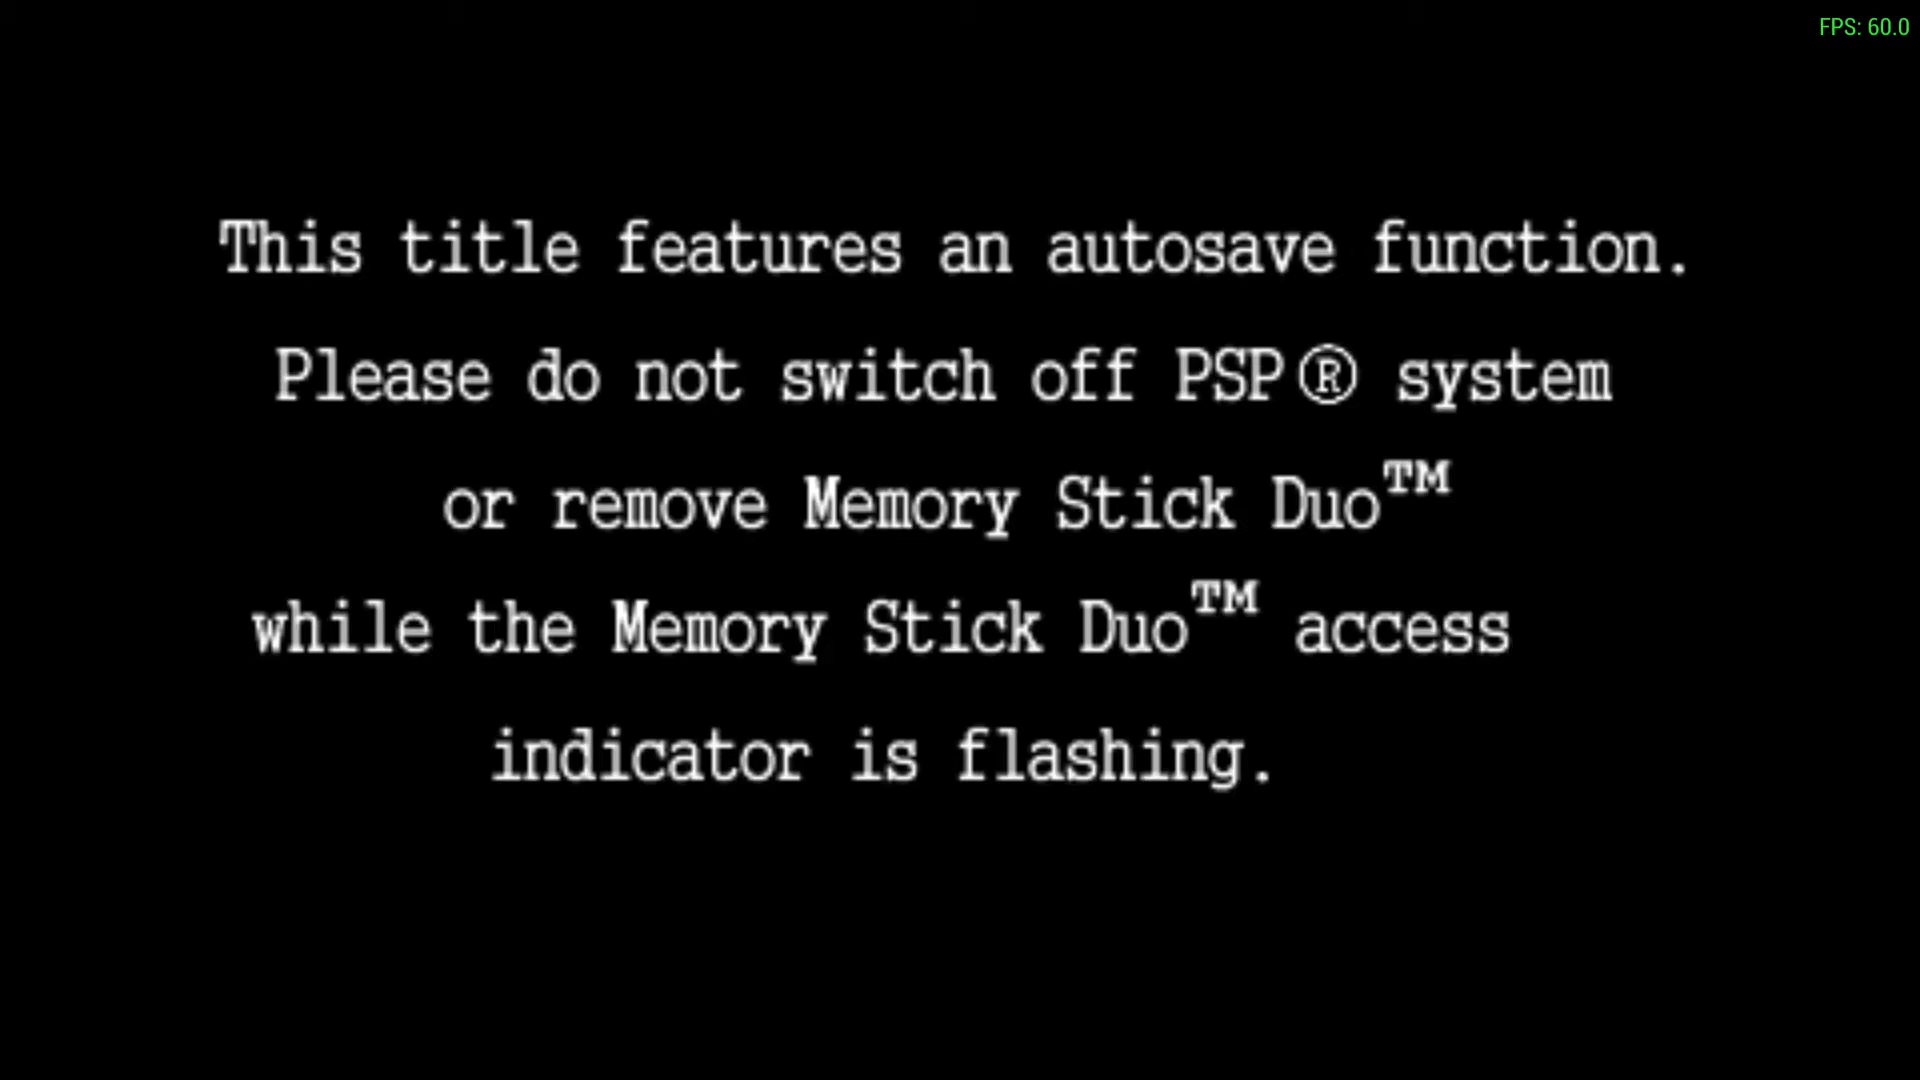 FPS: 60.0
This title features an autosave function.
Please do not switch off PSP® system
or remove Memory Stick Duo™
while the Memory Stick Duo™ access
indicator is flashing.